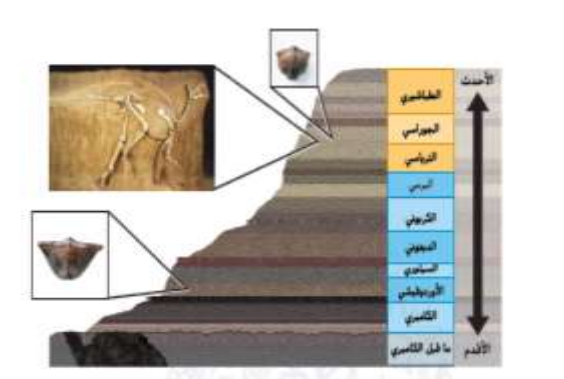 الأحدث
الطباشيري
الجوراسي
الترياسي
البرمي
الكربوني
الديفوني
السيلوري
الأوردوفيشي
الكامبري
ما قبل الكامبري
الأقدم